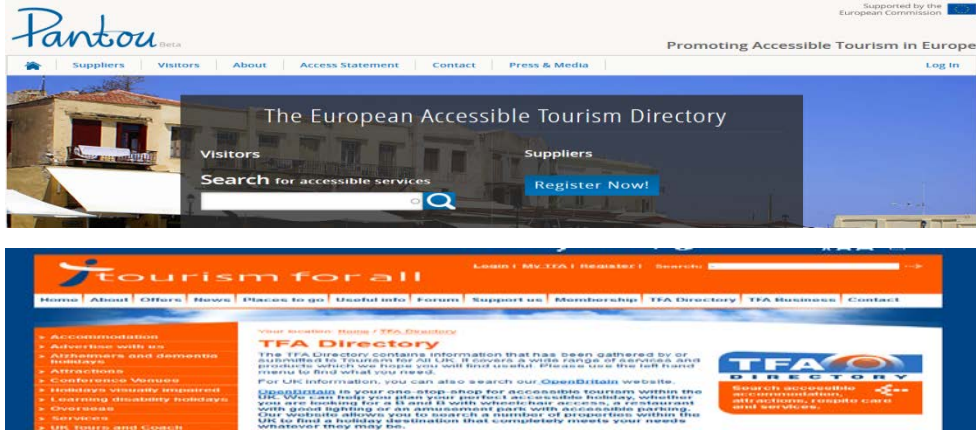 Supported by the
European Commission
Pantou Beta
Promoting Accessible Tourism in Europe
Suppliers Visitors About Access Statement Contact Press & Media Log In
The European Accessible Tourism Directory
Visitors Suppliers
Search for accessible services
Register Now!
tourism for all
Login | My TFA | Register | Search:
Home About Offers News Places to go Useful info Forum Support us Membership TFA Directory TFA Business Contact
Your location: Home / TFA Directory
TFA Directory
The TFA Directory contains information that has been gathered by or
submitted to Tourism for All UK. It covers a wide range of services and
products which we hope you will find useful. Please use the left hand
menu to find what you need.
For UK information, you can also search our OpenBritain website.
OpenBritain is your one-stop-shop for accessible tourism within the
UK. We can help you plan your perfect accessible holiday, whether
you are looking for a B and B with wheelchair access, a restaurant
with good lighting or an amusement park with accessible parking.
Our website allows you to search a number of properties within the
UK to find a holiday destination that completely meets your needs
whatever they may be.
» Accommodation
» Advertise with us
» Alzheimers and dementia
holidays
» Attractions
» Conference Venues
» Holidays visually impaired
» Learning disability holidays
» Overseas
» Services
» UK Tours and Coach
TFA
DIRECTORY
Search accessible
accommodation,
attractions, respite care
and services.